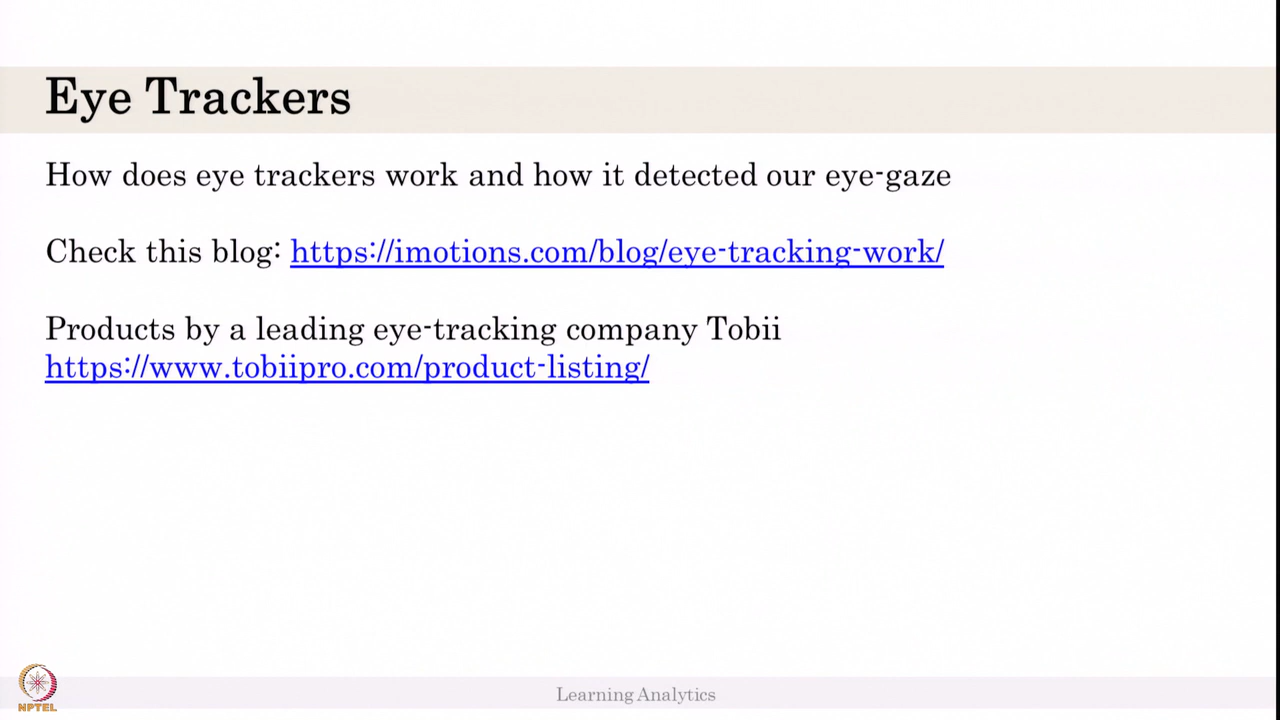 Eye Trackers
How does eye trackers work and how it detected our eye-gaze
Check this blog: https://imotions.com/blog/eye-tracking-work/
Products by a leading eye-tracking company Tobii
https://www.tobiipro.com/product-listing/
NPTEL
Learning Analytics